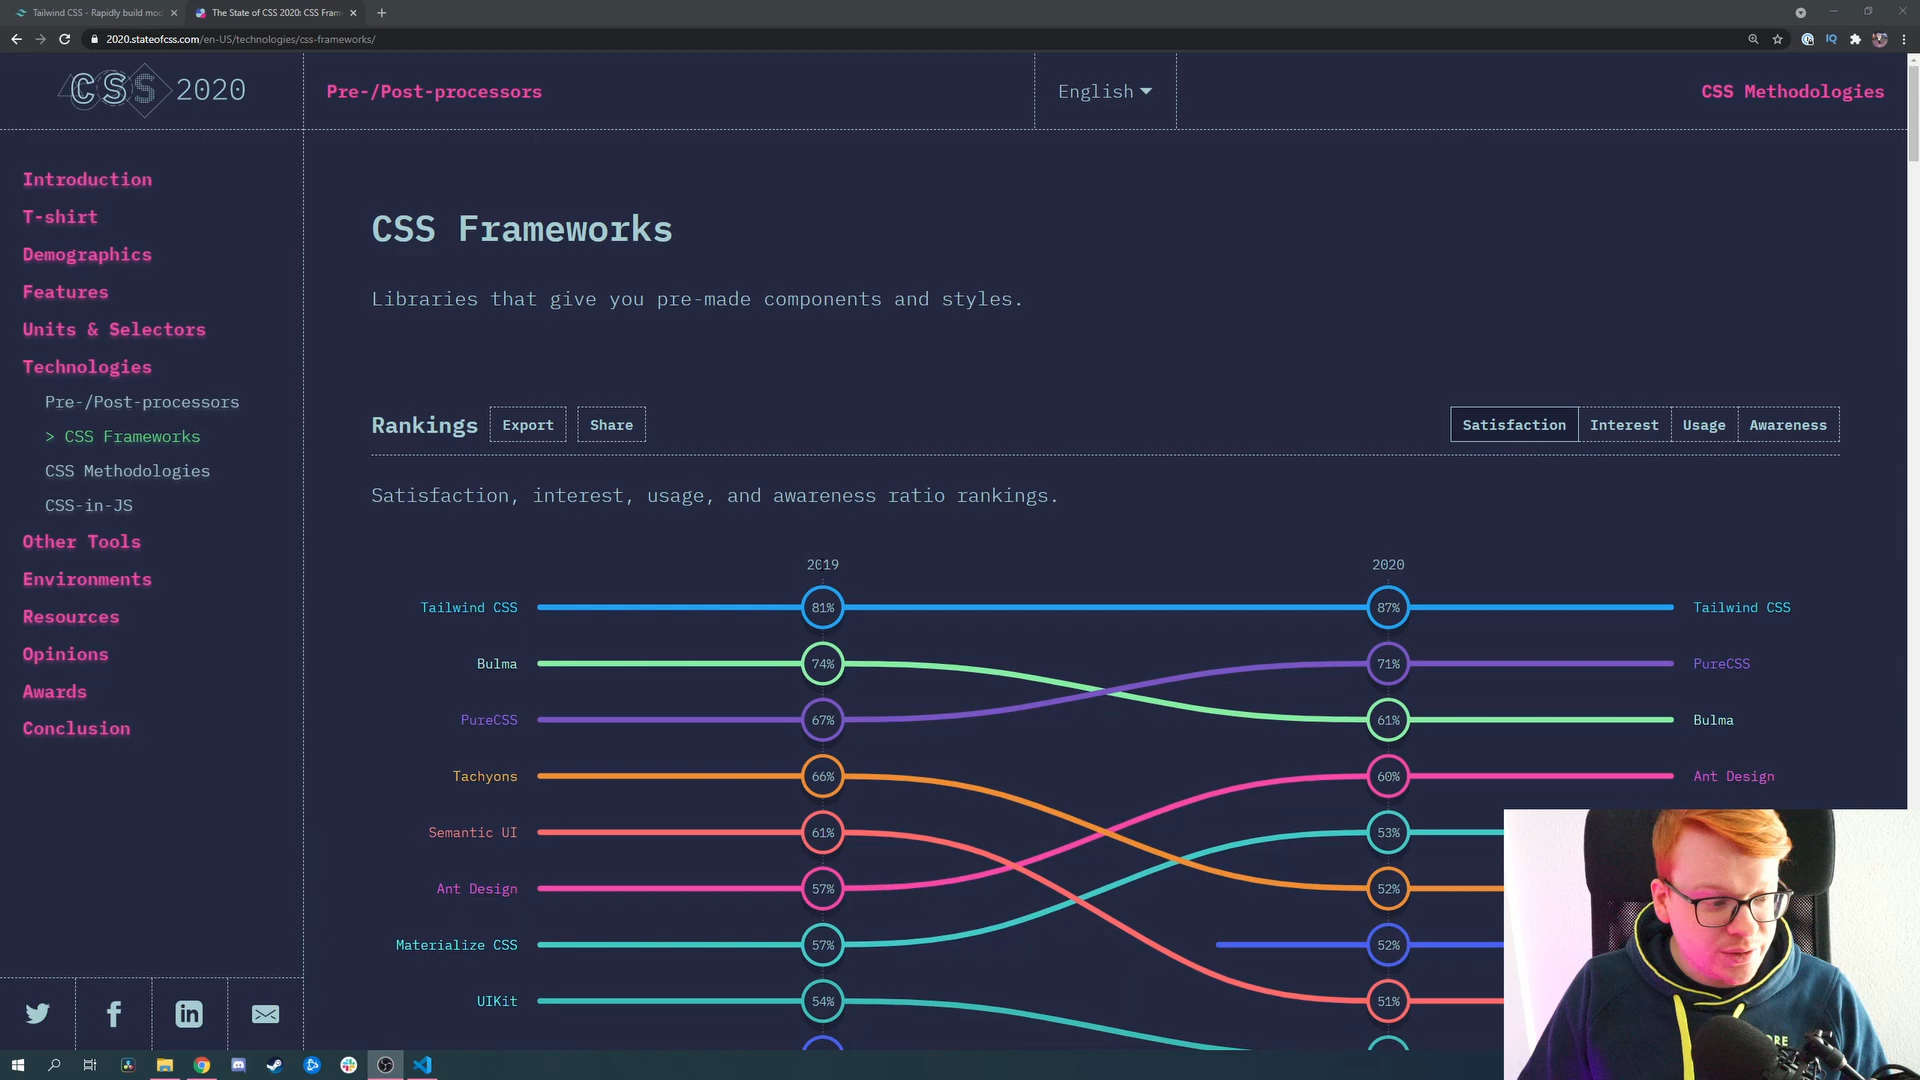 Tailwind CSS - Rapidly build mod
The State of CSS 2020: CSS Fram
2020.stateofcss.com/en-US/technologies/css-frameworks/
IQ
CSS 2020
Pre-/Post-processors
English
CSS Methodologies
Introduction
T-shirt
Demographics
Features
Units & Selectors
Technologies
Pre-/Post-processors
> CSS Frameworks
CSS Methodologies
CSS-in-JS
Other Tools
Environments
Resources
Opinions
Awards
Conclusion
CSS Frameworks
Libraries that give you pre-made components and styles.
Rankings
Export
Share
Satisfaction
Interest
Usage
Awareness
Satisfaction, interest, usage, and awareness ratio rankings.
2019
2020
Tailwind CSS 81% 87% Tailwind CSS
Bulma 74% 71% PureCSS
PureCSS 67% 61% Bulma
Tachyons 66% 60% Ant Design
Semantic UI 61% 53%
Ant Design 57% 52%
Materialize CSS 57% 52%
UIKit 54% 51%